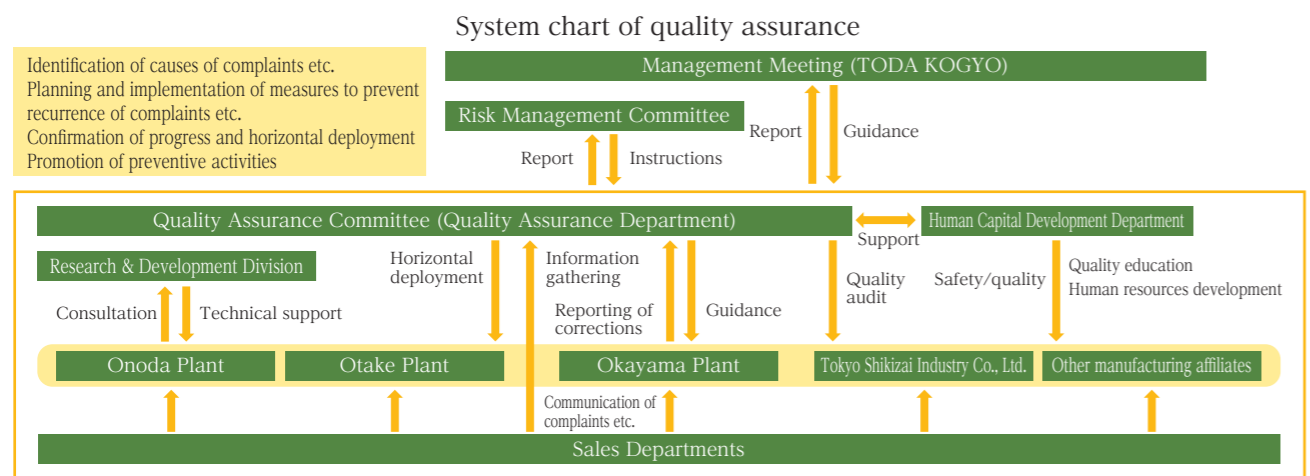 System chart of quality assurance
Identification of causes of complaints etc.
Planning and implementation of measures to prevent
recurrence of complaints etc.
Confirmation of progress and horizontal deployment
Promotion of preventive activities
Management Meeting (TODA KOGYO)
Risk Management Committee
Report
Guidance
Report
Instructions
Quality Assurance Committee (Quality Assurance Department)
Support
Human Capital Development Department
Research & Development Division
Consultation
Technical support
Horizontal
deployment
Information
gathering
Reporting of
corrections
Guidance
Quality
audit
Safety/quality
Quality education
Human resources development
Onoda Plant
Otake Plant
Okayama Plant
Tokyo Shikizai Industry Co., Ltd.
Other manufacturing affiliates
Communication of
complaints etc.
Sales Departments